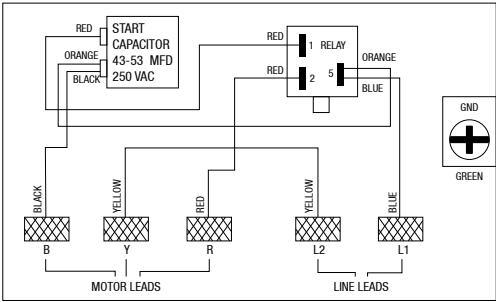 RED
START
CAPACITOR
43-53 MFD
250 VAC
ORANGE
BLACK
RED
1 RELAY
RED
2
5
ORANGE
BLUE
GND
GREEN
BLACK
YELLOW
RED
YELLOW
BLUE
B
Y
R
L2
L1
MOTOR LEADS
LINE LEADS